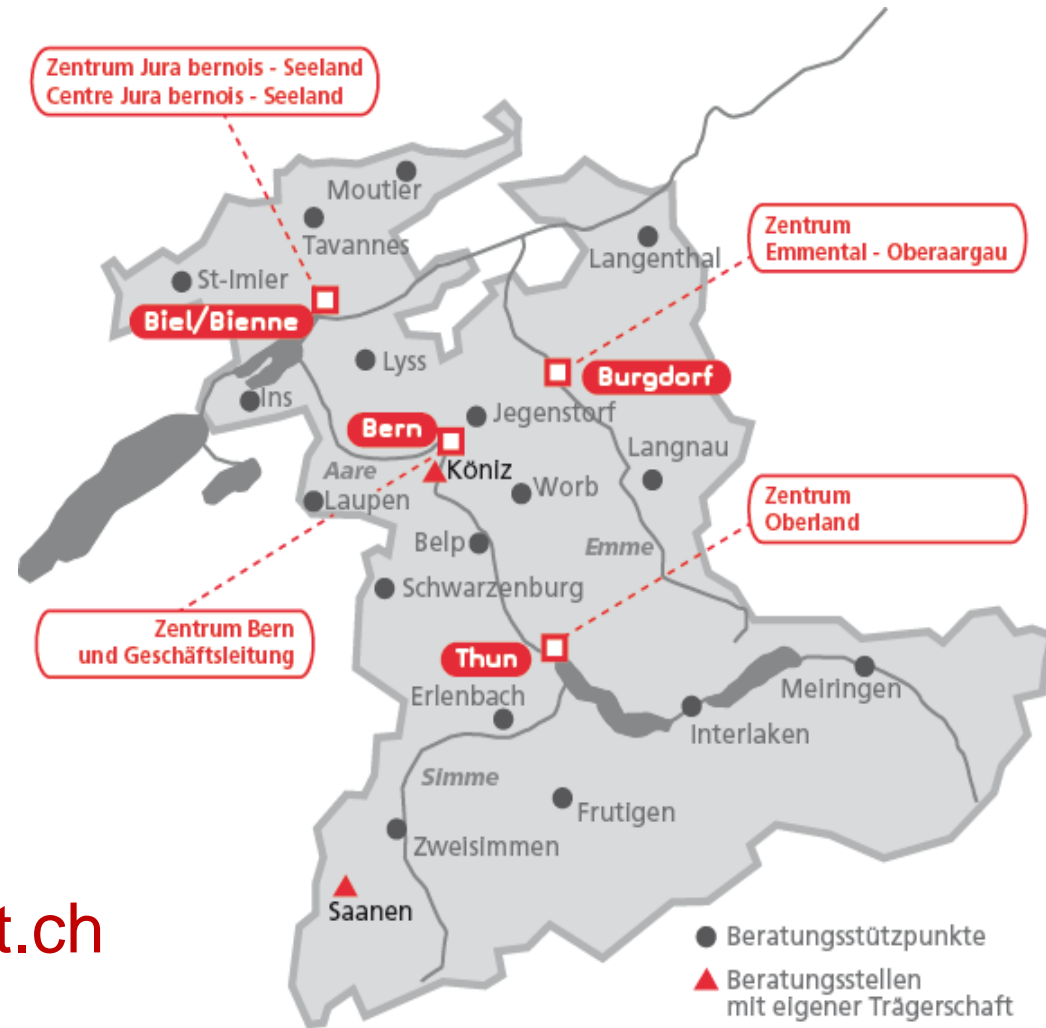 Zentrum Jura bernois - Seeland
Centre Jura bernois - Seeland
Moutier
Tavannes
St-Imier
Biel/Bienne
Langenthal
Zentrum
Emmental - Oberaargau
Lyss
Burgdorf
Ins
Jegenstorf
Bern
Langnau
Aare
Köniz
Worb
Laupen
Zentrum
Oberland
Belp
Emme
Schwarzenburg
Zentrum Bern
und Geschäftsleitung
Thun
Erlenbach
Meiringen
Interlaken
Simme
Frutigen
Zweisimmen
Saanen
t.ch
Beratungsstützpunkte
Beratungsstellen
mit eigener Trägerschaft